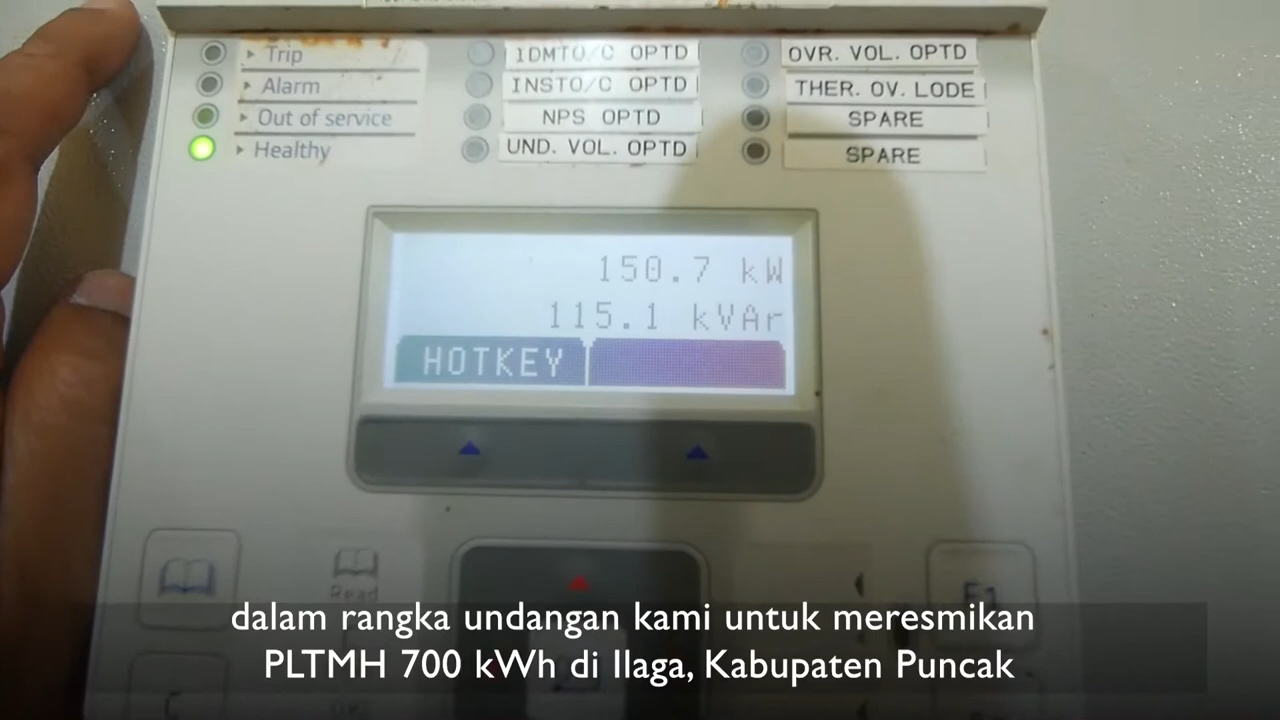 Trip
Alarm
Out of service
Healthy
IDMTO/C OPTD
INSTO/C OPTD
NPS OPTD
UND. VOL. OPTD
OVR. VOL. OPTD
THER. OV. LODE
SPARE
SPARE
150.7 kW
115.1 kVAr
HOTKEY
Read
dalam rangka undangan kami untuk meresmikan
PLTMH 700 kWh di Ilaga, Kabupaten Puncak